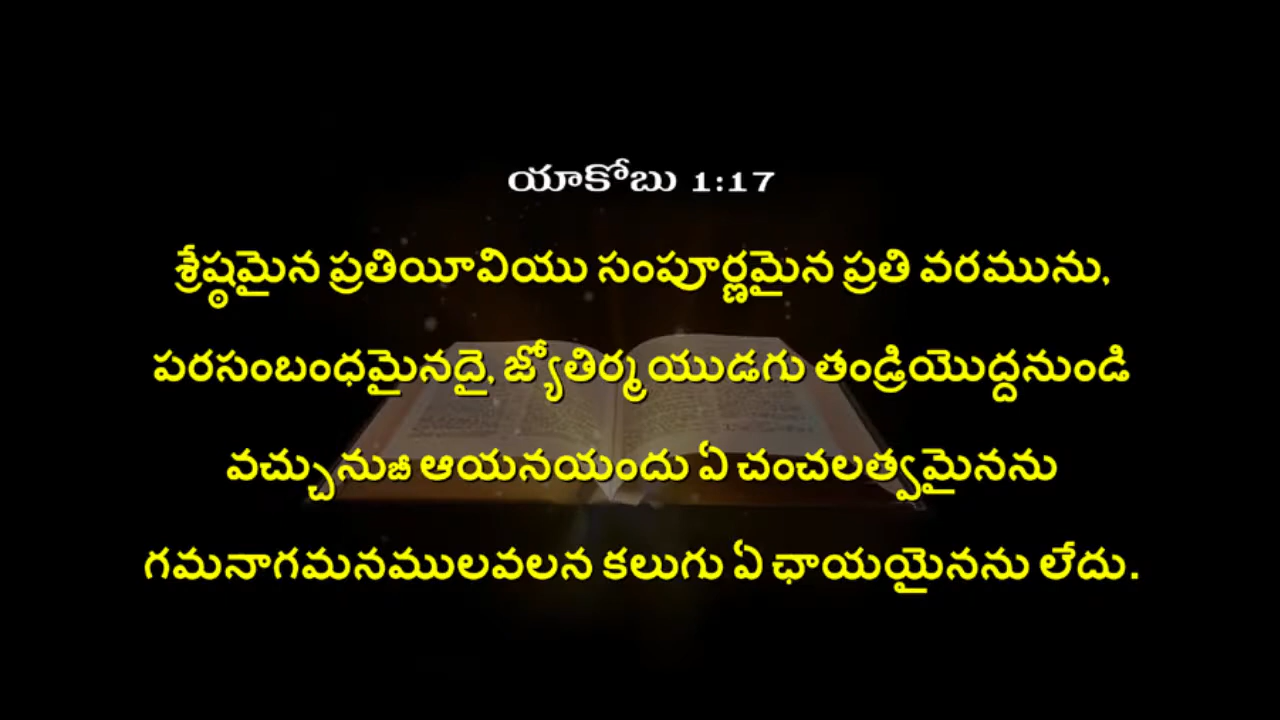 యాకోబు 1:17
శ్రేష్ఠమైన ప్రతియీవియు సంపూర్ణమైన ప్రతి వరమును,
పరసంబంధమైనదై, జ్యోతిర్మయుడగు తండ్రియొద్దనుండి
వచ్చునుజీ ఆయనయందు ఏ చంచలత్వమైనను
గమనాగమనములవలన కలుగు ఏ ఛాయయైనను లేదు.